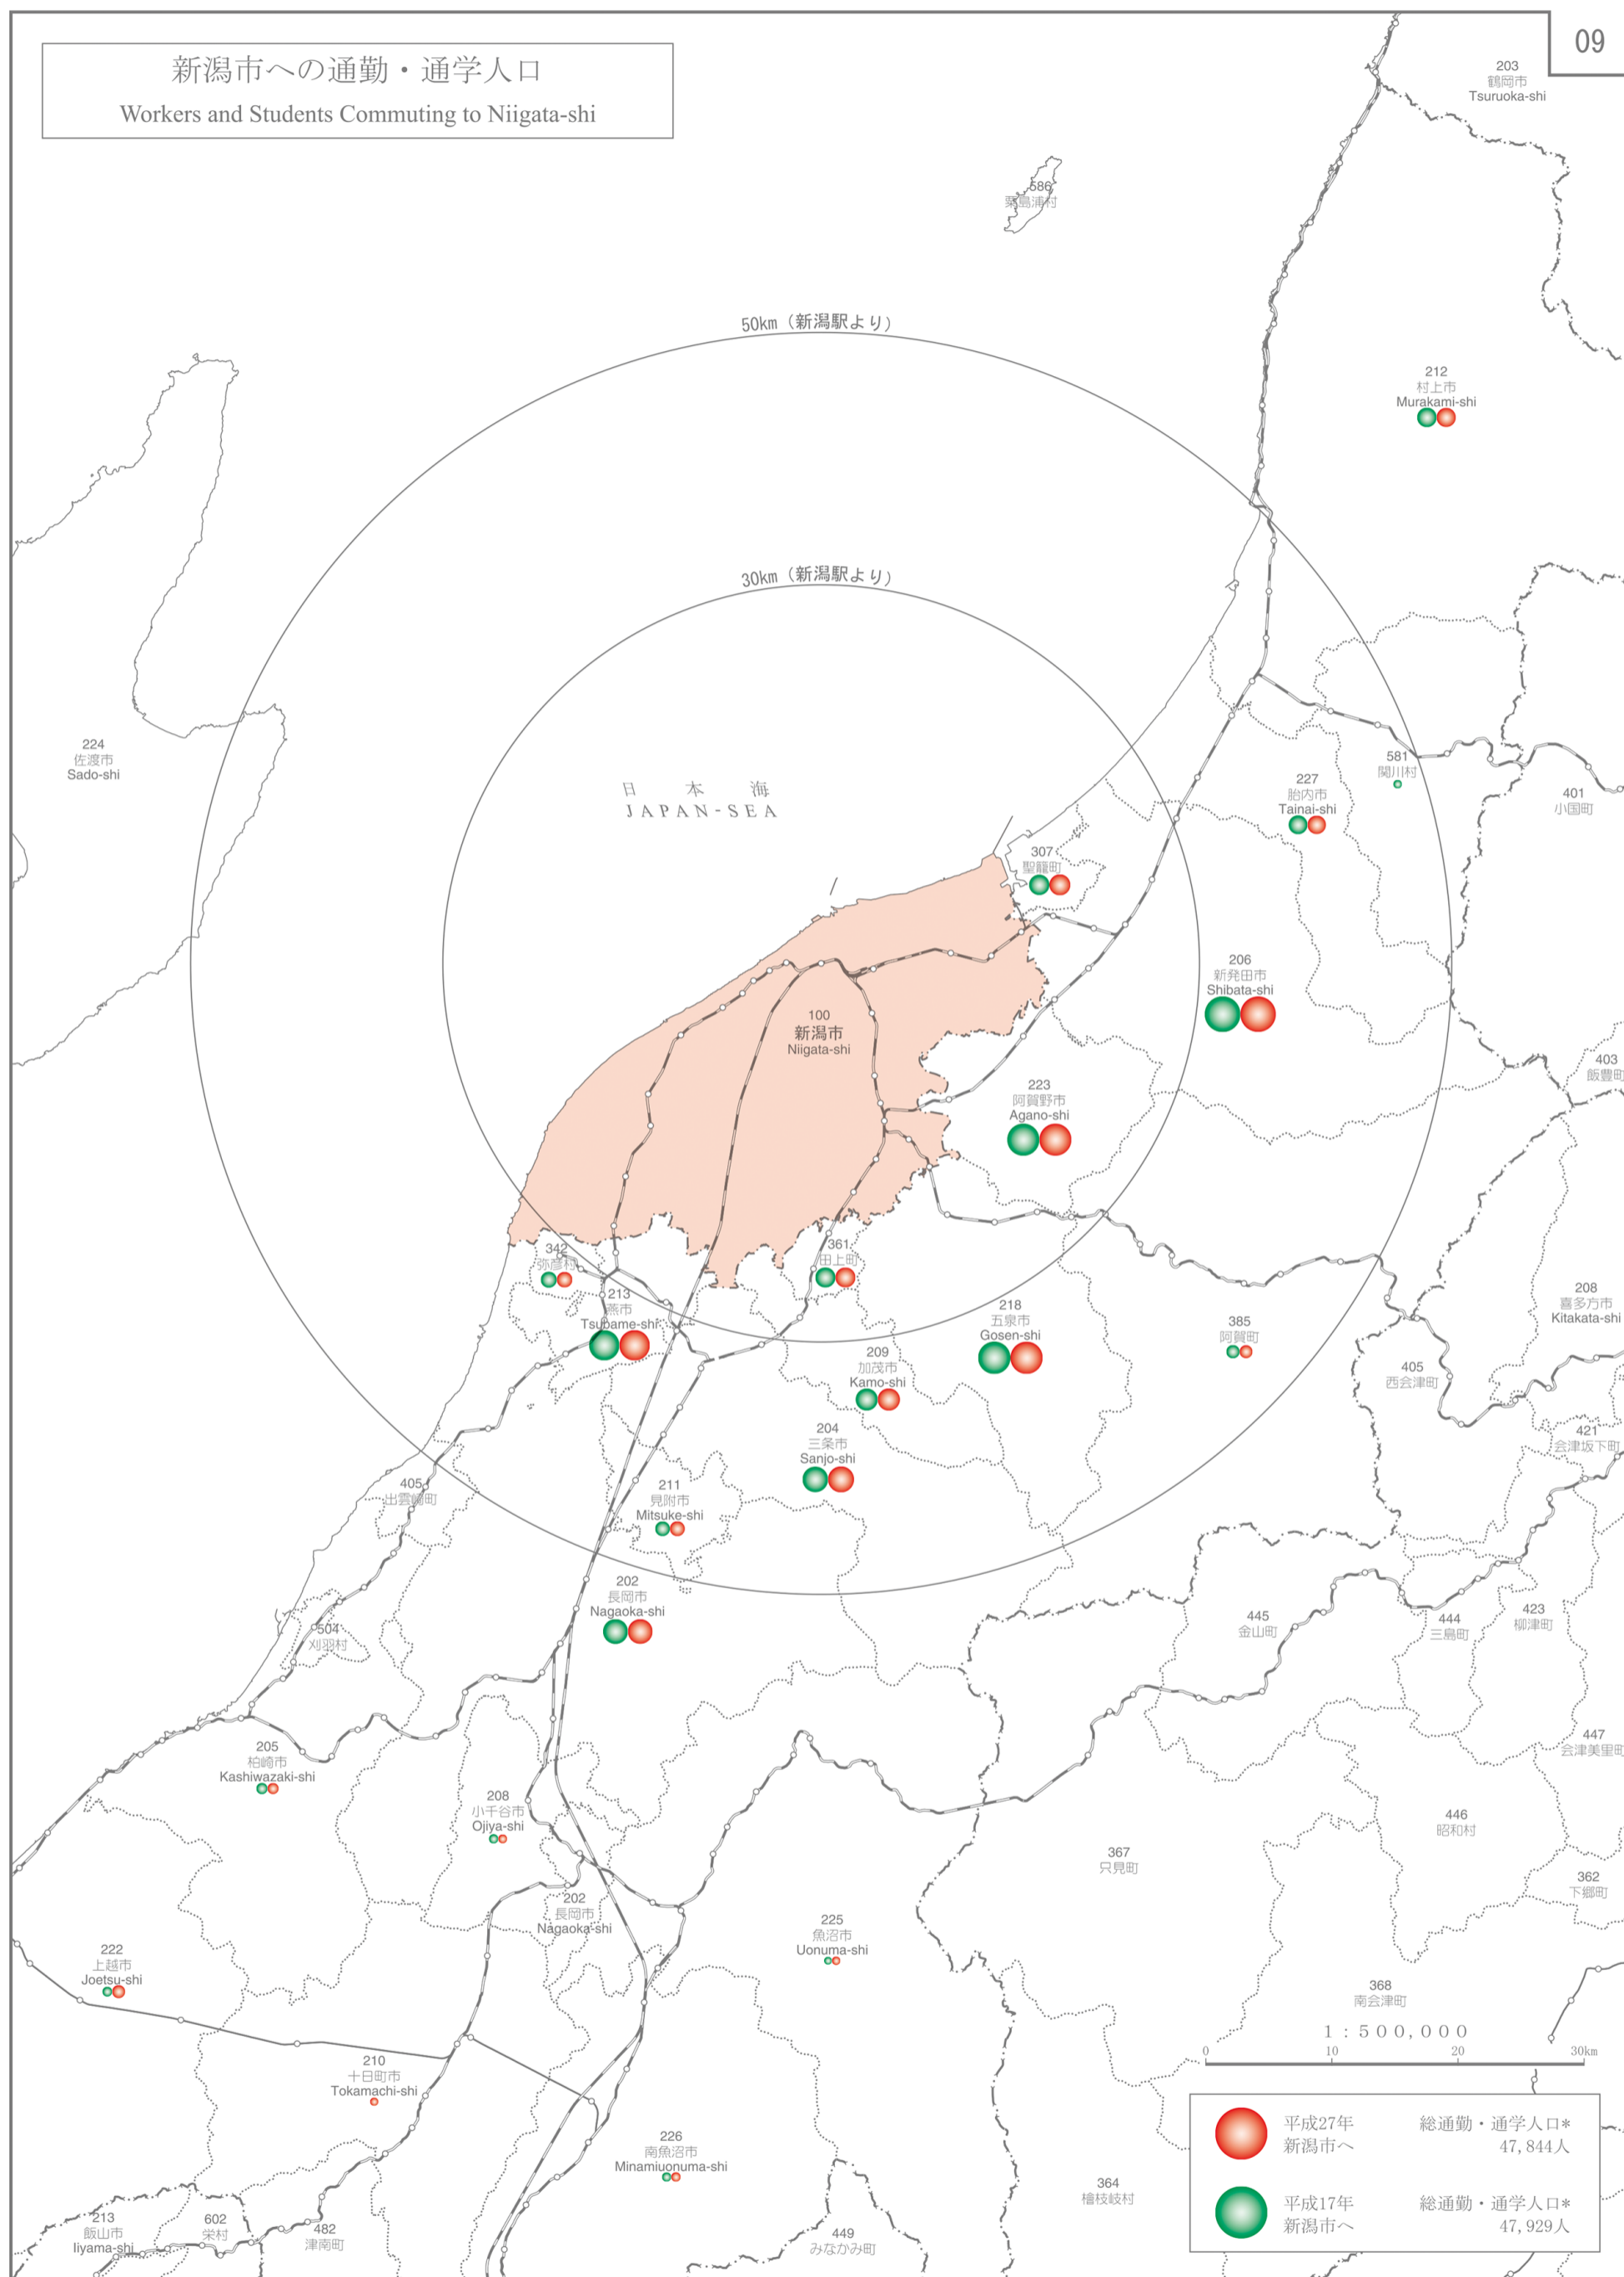 09
新潟市への通勤・通学人口
Workers and Students Commuting to Niigata-shi
203
鶴岡市
Tsuruoka-shi
586
粟島浦村
50km（新潟駅より）
212
村上市
Murakami-shi
30km（新潟駅より）
224
佐渡市
Sado-shi
日本海
JAPAN-SEA
581
関川村
227
胎内市
Tainai-shi
401
小国町
307
聖籠町
206
新発田市
Shibata-shi
100
新潟市
Niigata-shi
403
飯豊町
223
阿賀野市
Agano-shi
342
弥彦村
361
田上町
213
燕市
Tsubame-shi
218
五泉市
Gosen-shi
385
阿賀町
208
喜多方市
Kitakata-shi
209
加茂市
Kamo-shi
405
西会津町
204
三条市
Sanjo-shi
421
会津坂下町
405
出雲崎町
211
見附市
Mitsuke-shi
202
長岡市
Nagaoka-shi
504
刈羽村
445
金山町
444
三島町
423
柳津町
205
柏崎市
Kashiwazaki-shi
447
会津美里町
208
小千谷市
Ojiya-shi
446
昭和村
367
只見町
362
下郷町
202
長岡市
Nagaoka-shi
225
魚沼市
Uonuma-shi
222
上越市
Joetsu-shi
368
南会津町
1：500,000
0 10 20 30km
210
十日町市
Tokamachi-shi
226
南魚沼市
Minamiuonuma-shi
364
檜枝岐村
213
飯山市
Iiyama-shi
602
栄村
482
津南町
449
みなかみ町
平成27年 総通勤・通学人口*
新潟市へ 47,844人
平成17年 総通勤・通学人口*
新潟市へ 47,929人